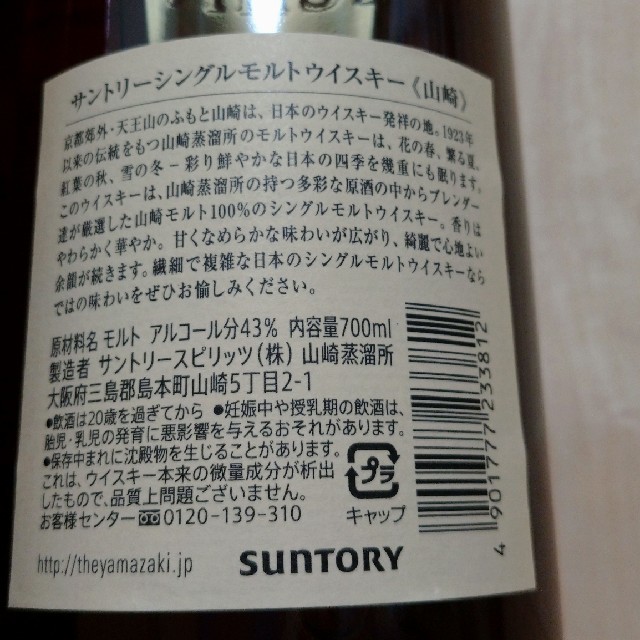 サントリーシングルモルトウイスキー《山崎》
京都郊外・天王山のふもと山崎は、日本のウイスキー発祥の地。1923年
以来の伝統をもつ山崎蒸溜所のモルトウイスキーは、花の春、繁る夏、
紅葉の秋、雪の冬−彩り鮮やかな日本の四季を幾重にも眠ります。
このウイスキーは、山崎蒸溜所の持つ多彩な原酒の中からブレンダー
達が厳選した山崎モルト100%のシングルモルトウイスキー。香りは
やわらかく華やか。甘くなめらかな味わいが広がり、綺麗で心地よい
余韻が続きます。繊細で複雑な日本のシングルモルトウイスキーなら
ではの味わいをぜひお愉しみください。
原材料名 モルト アルコール分43% 内容量700ml
製造者 サントリースピリッツ(株) 山崎蒸溜所
大阪府三島郡島本町山崎5丁目2-1
●飲酒は20歳を過ぎてから ●妊娠中や授乳期の飲酒は、
胎児・乳児の発育に悪影響を与えるおそれがあります。
●保存中まれに沈殿物を生じることがあります。
これは、ウイスキー本来の微量成分が析出
したもので、品質上問題ございません。
お客様センター 0120-139-310
プラ
キャップ
http://theyamazaki.jp
SUNTORY
4 901777 233812